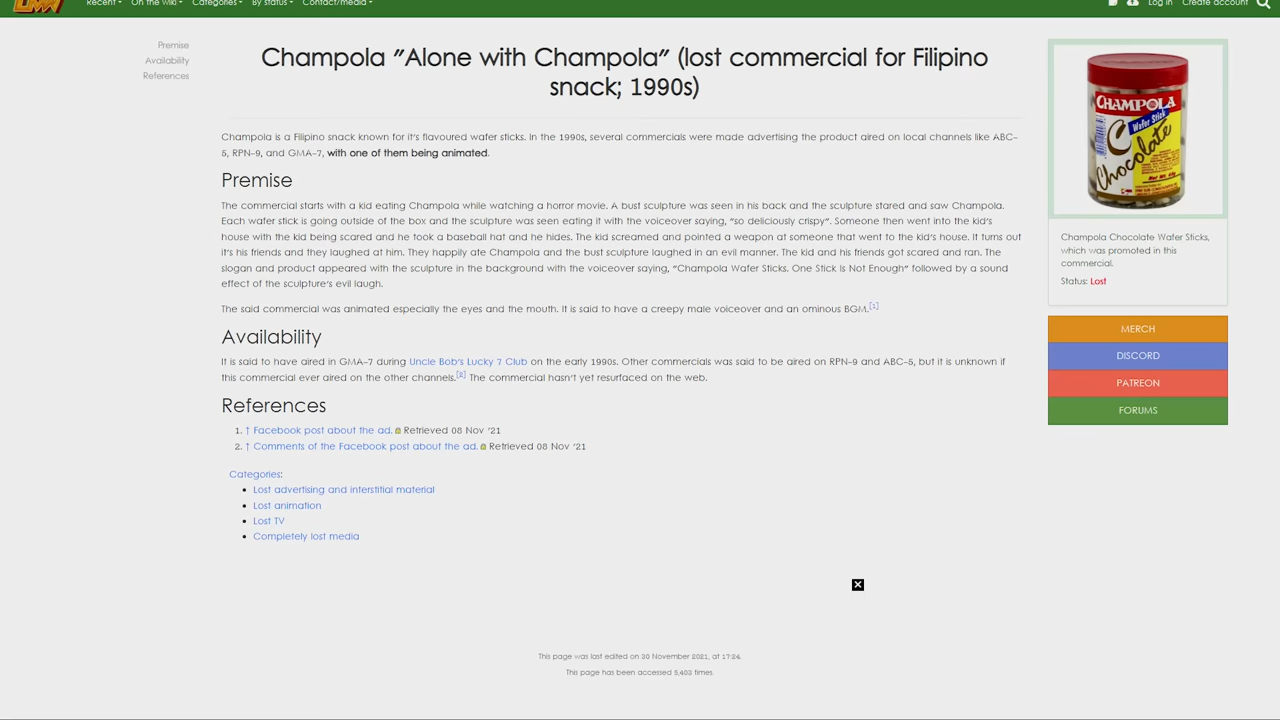 LMW
Recent
On the wiki
Categories
By status
Contact/media
Log in
Create account
Premise
Availability
References
Champola "Alone with Champola" (lost commercial for Filipino
snack; 1990s)
Champola is a Filipino snack known for it's flavoured wafer sticks. In the 1990s, several commercials were made advertising the product aired on local channels like ABC-
5, RPN-9, and GMA-7, with one of them being animated.
Premise
The commercial starts with a kid eating Champola while watching a horror movie. A bust sculpture was seen in his back and the sculpture stared and saw Champola.
Each wafer stick is going outside of the box and the sculpture was seen eating it with the voiceover saying, "so deliciously crispy". Someone then went into the kid's
house with the kid being scared and he took a baseball hat and he hides. The kid screamed and pointed a weapon at someone that went to the kid's house. It turns out
it's his friends and they laughed at him. They happily ate Champola and the bust sculpture laughed in an evil manner. The kid and his friends got scared and ran. The
slogan and product appeared with the sculpture in the background with the voiceover saying, "Champola Wafer Sticks. One Stick Is Not Enough" followed by a sound
effect of the sculpture's evil laugh.
The said commercial was animated especially the eyes and the mouth. It is said to have a creepy male voiceover and an ominous BGM.[1]
Availability
It is said to have aired in GMA-7 during Uncle Bob's Lucky 7 Club on the early 1990s. Other commercials was said to be aired on RPN-9 and ABC-5, but it is unknown if
this commercial ever aired on the other channels.[2] The commercial hasn't yet resurfaced on the web.
References
1. ↑ Facebook post about the ad. Retrieved 08 Nov '21
2. ↑ Comments of the Facebook post about the ad. Retrieved 08 Nov '21
Categories:
Lost advertising and interstitial material
Lost animation
Lost TV
Completely lost media
CHAMPOLA
Wafer Stick
Chocolate
Champola Chocolate Wafer Sticks,
which was promoted in this
commercial.
Status: Lost
MERCH
DISCORD
PATREON
FORUMS
This page was last edited on 30 November 2021, at 17:24.
This page has been accessed 5,403 times.